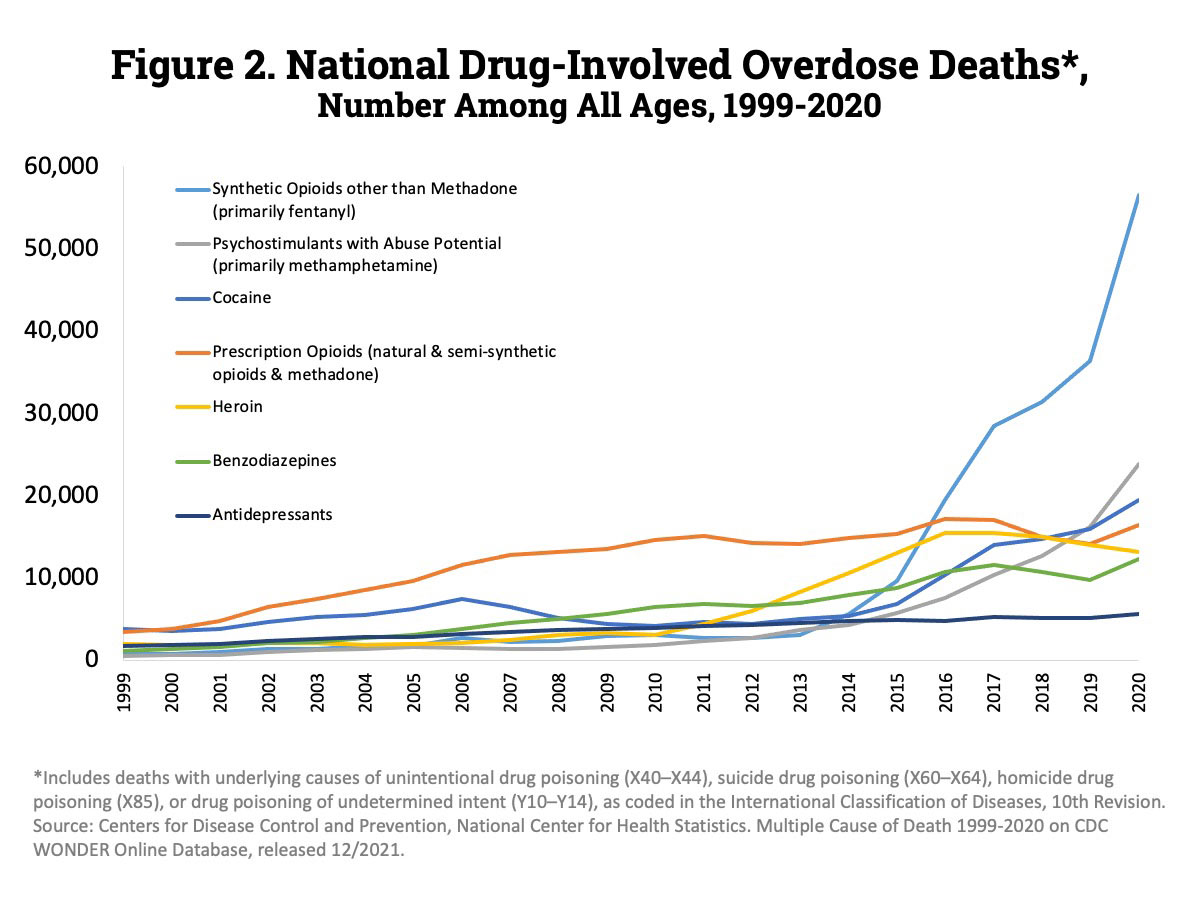 Figure 2. National Drug-Involved Overdose Deaths*,
Number Among All Ages, 1999-2020
60,000
50,000
40,000
30,000
20,000
10,000
0
Synthetic Opioids other than Methadone
(primarily fentanyl)
Psychostimulants with Abuse Potential
(primarily methamphetamine)
Cocaine
Prescription Opioids (natural & semi-synthetic
opioids & methadone)
Heroin
Benzodiazepines
Antidepressants
1999
2000
2001
2002
2003
2004
2005
2006
2007
2008
2009
2010
2011
2012
2013
2014
2015
2016
2017
2018
2019
2020
*Includes deaths with underlying causes of unintentional drug poisoning (X40–X44), suicide drug poisoning (X60–X64), homicide drug
poisoning (X85), or drug poisoning of undetermined intent (Y10–Y14), as coded in the International Classification of Diseases, 10th Revision.
Source: Centers for Disease Control and Prevention, National Center for Health Statistics. Multiple Cause of Death 1999-2020 on CDC
WONDER Online Database, released 12/2021.